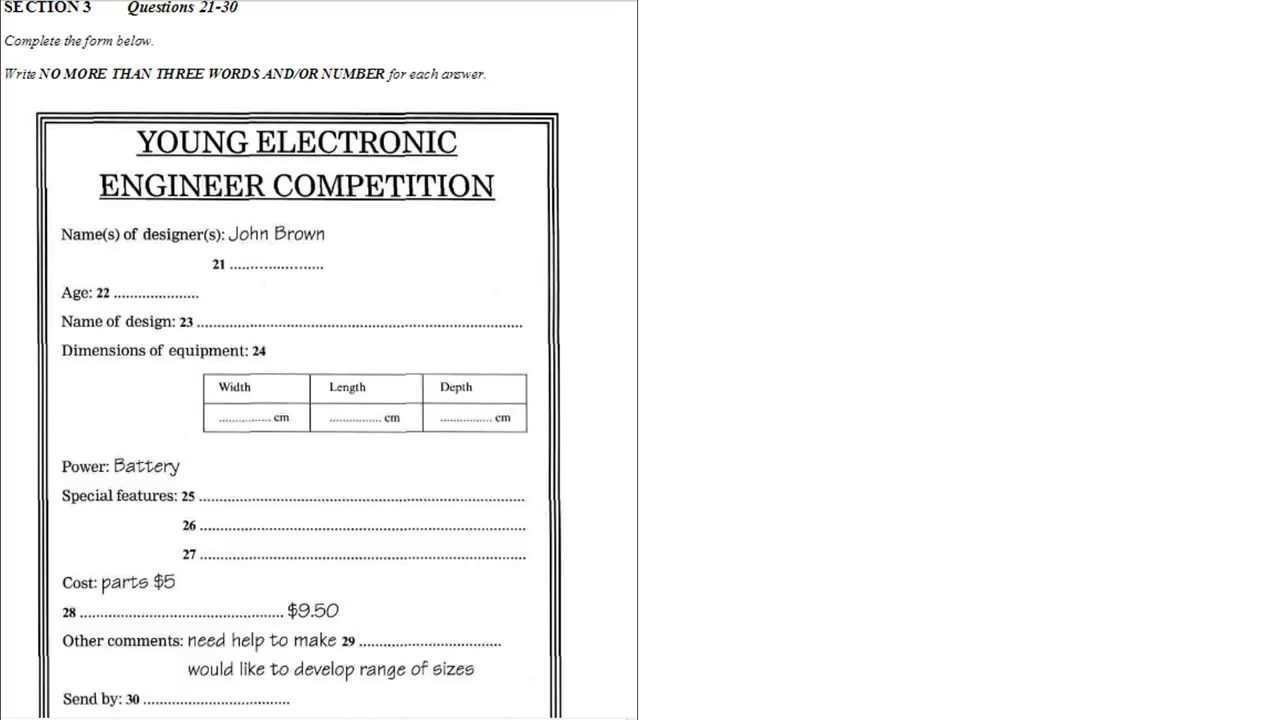 SECTION 3 Questions 21-30
Complete the form below.
Write NO MORE THAN THREE WORDS AND/OR NUMBER for each answer.
YOUNG ELECTRONIC
ENGINEER COMPETITION
Name(s) of designer(s): John Brown
21 ......................
Age: 22 ....................
Name of design: 23 ................................................................................
Dimensions of equipment: 24
Width Length Depth
............... cm ............... cm ............... cm
Power: Battery
Special features: 25 ................................................................................
26 ................................................................................
27 ................................................................................
Cost: parts $5
28 .................................................. $9.50
Other comments: need help to make 29 ...................................
would like to develop range of sizes
Send by: 30 ...................................